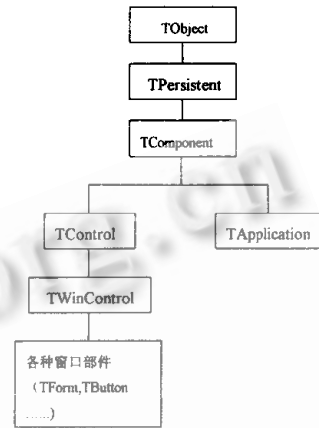 TObject
TPersistent
TComponent
TControl
TApplication
TWinControl
各种窗口部件
(TForm,TButton
......)